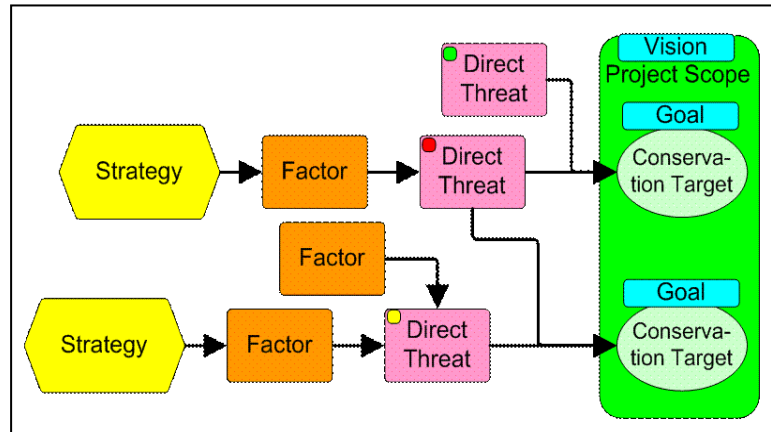 Direct
Threat
Vision
Project Scope
Goal
Conserva-
tion Target
Strategy
Factor
Direct
Threat
Factor
Goal
Conserva-
tion Target
Strategy
Factor
Direct
Threat